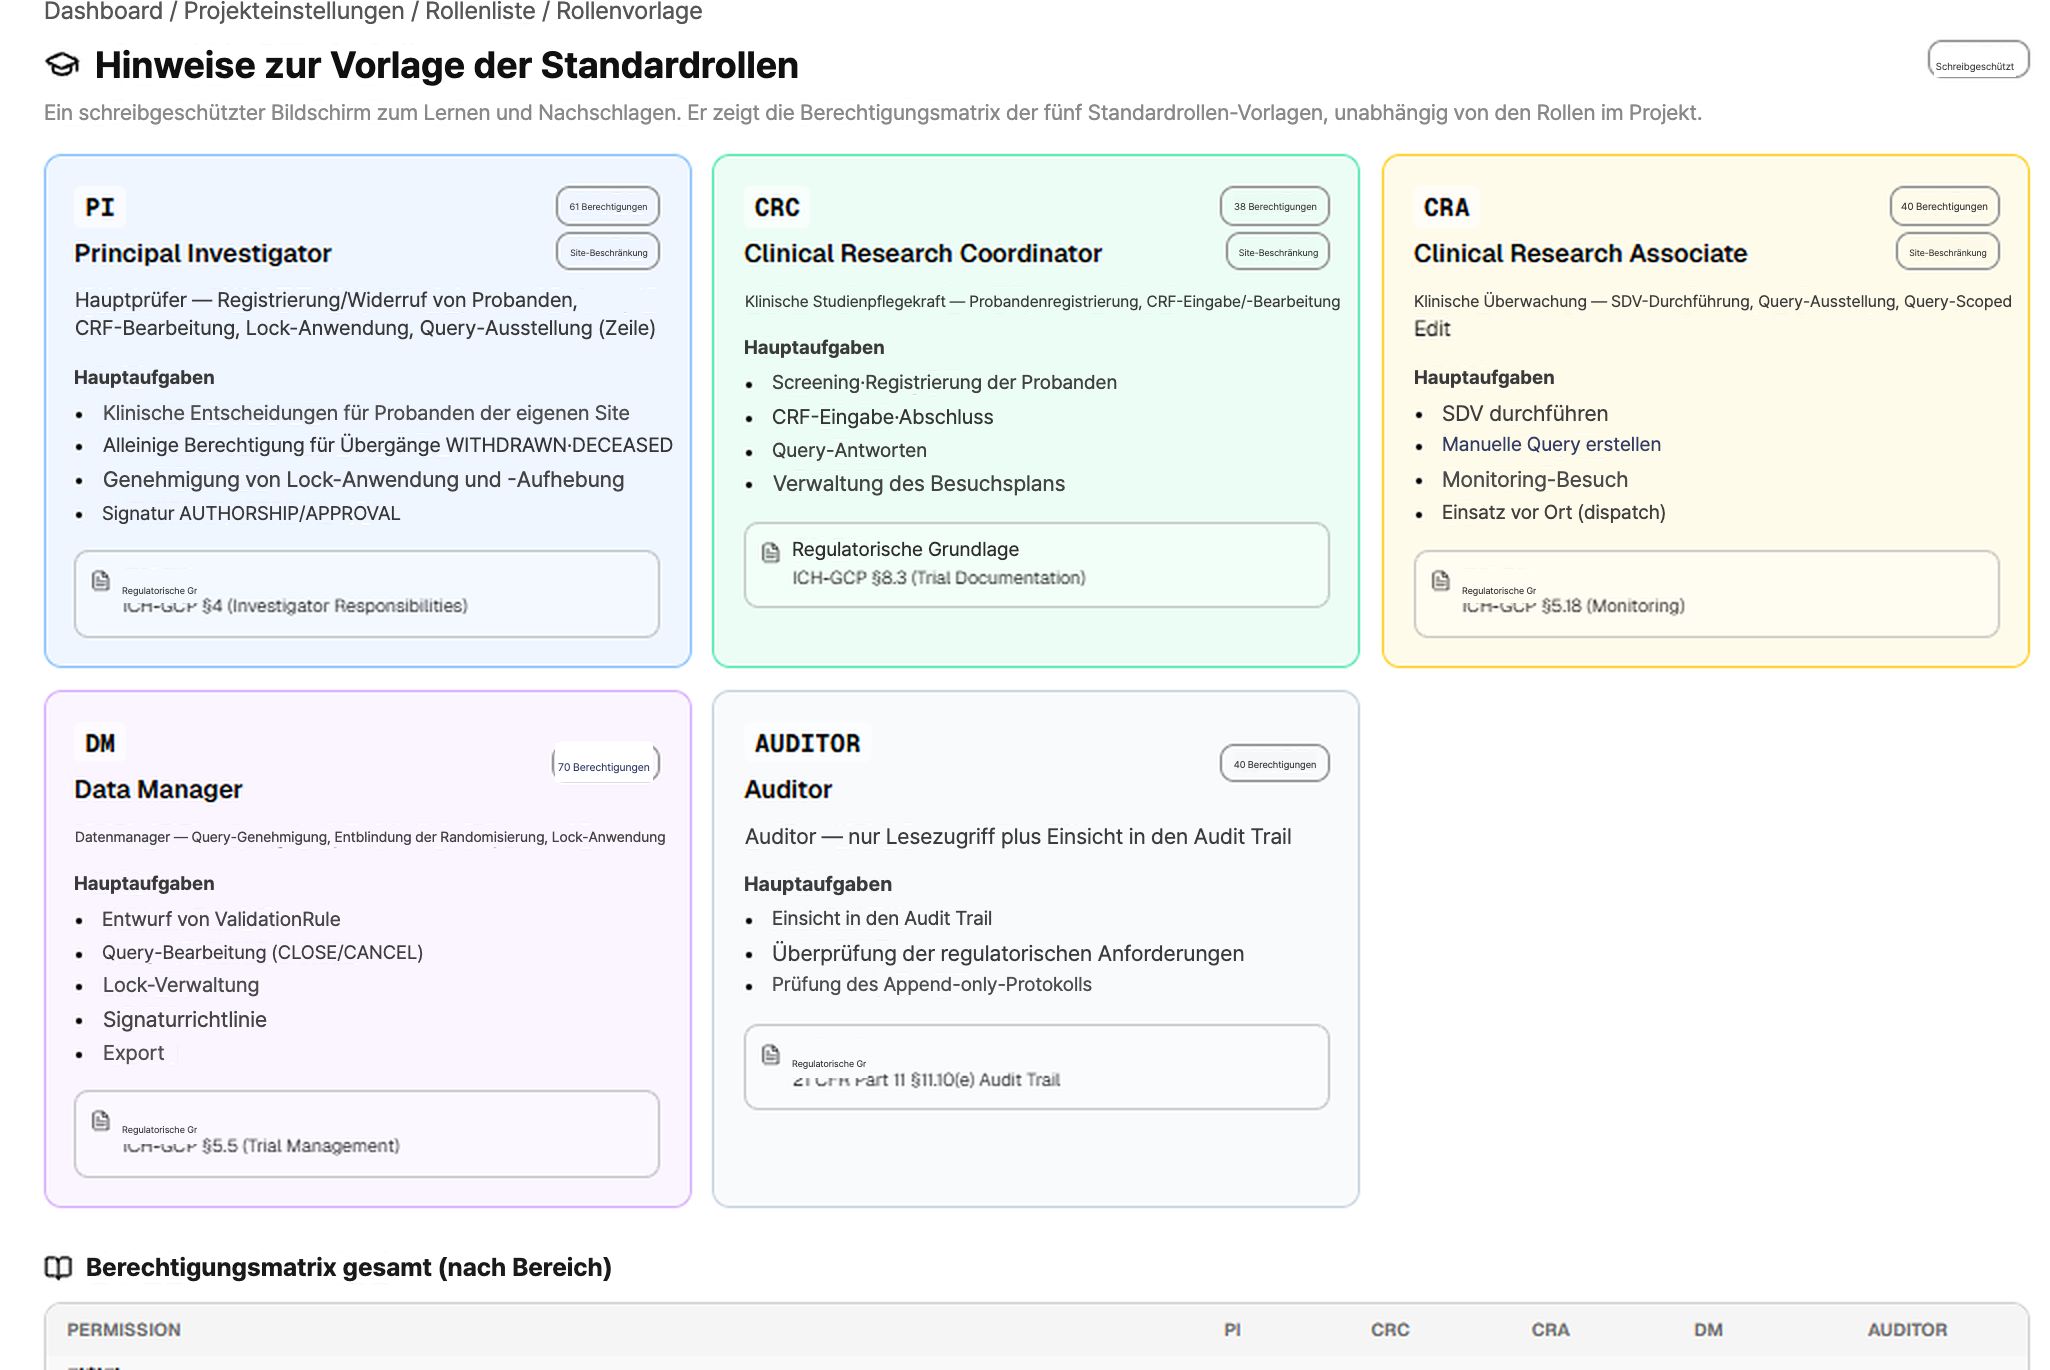 Dashboard / Projekteinstellungen / Rollenliste / Rollenvorlage
Hinweise zur Vorlage der Standardrollen
Schreibgeschützt
Ein schreibgeschützter Bildschirm zum Lernen und Nachschlagen. Er zeigt die Berechtigungsmatrix der fünf Standardrollen-Vorlagen, unabhängig von den Rollen im Projekt.
PI
61 Berechtigungen
Principal Investigator
Site-Beschränkung
Hauptprüfer — Registrierung/Widerruf von Probanden,
CRF-Bearbeitung, Lock-Anwendung, Query-Ausstellung (Zeile)
Hauptaufgaben
• Klinische Entscheidungen für Probanden der eigenen Site
• Alleinige Berechtigung für Übergänge WITHDRAWN·DECEASED
• Genehmigung von Lock-Anwendung und -Aufhebung
• Signatur AUTHORSHIP/APPROVAL
Regulatorische Gr
ICH-GCP §4 (Investigator Responsibilities)
CRC
38 Berechtigungen
Clinical Research Coordinator
Site-Beschränkung
Klinische Studienpflegekraft — Probandenregistrierung, CRF-Eingabe/-Bearbeitung
Hauptaufgaben
• Screening·Registrierung der Probanden
• CRF-Eingabe·Abschluss
• Query-Antworten
• Verwaltung des Besuchsplans
Regulatorische Grundlage
ICH-GCP §8.3 (Trial Documentation)
CRA
40 Berechtigungen
Clinical Research Associate
Site-Beschränkung
Klinische Überwachung — SDV-Durchführung, Query-Ausstellung, Query-Scoped
Edit
Hauptaufgaben
• SDV durchführen
• Manuelle Query erstellen
• Monitoring-Besuch
• Einsatz vor Ort (dispatch)
Regulatorische Gr
ICH-GCP §5.18 (Monitoring)
DM
70 Berechtigungen
Data Manager
Datenmanager — Query-Genehmigung, Entblindung der Randomisierung, Lock-Anwendung
Hauptaufgaben
• Entwurf von ValidationRule
• Query-Bearbeitung (CLOSE/CANCEL)
• Lock-Verwaltung
• Signaturrichtlinie
• Export
Regulatorische Gr
ICH-GCP §5.5 (Trial Management)
AUDITOR
40 Berechtigungen
Auditor
Auditor — nur Lesezugriff plus Einsicht in den Audit Trail
Hauptaufgaben
• Einsicht in den Audit Trail
• Überprüfung der regulatorischen Anforderungen
• Prüfung des Append-only-Protokolls
Regulatorische Gr
21 CFR Part 11 §11.10(e) Audit Trail
Berechtigungsmatrix gesamt (nach Bereich)
PERMISSION PI CRC CRA DM AUDITOR